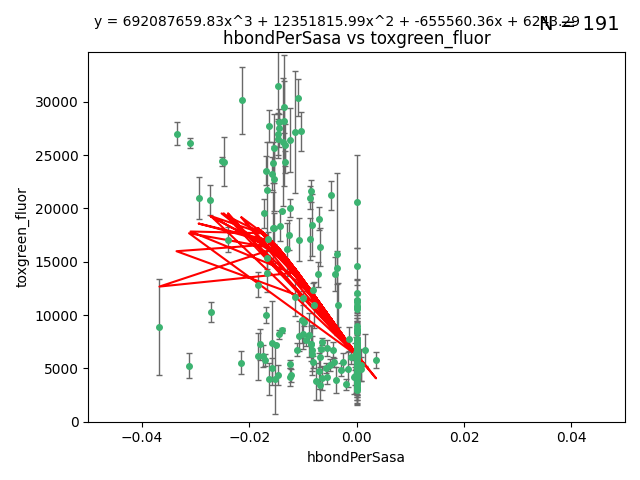 y = 692087659.83x^3 + 12351815.99x^2 + -655560.36x +
N = 191
hbondPerSasa vs toxgreen_fluor
30000
25000
20000
15000
10000
5000
0
toxgreen_fluor
−0.04
−0.02
0.00
0.02
0.04
hbondPerSasa